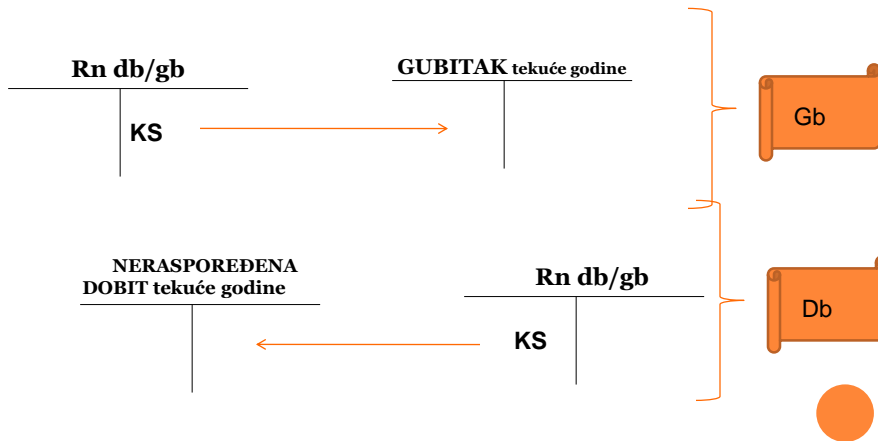 Rn db/gb
KS
GUBITAK tekuće godine
Gb
NERASPOREĐENA
DOBIT tekuće godine
Rn db/gb
KS
Db